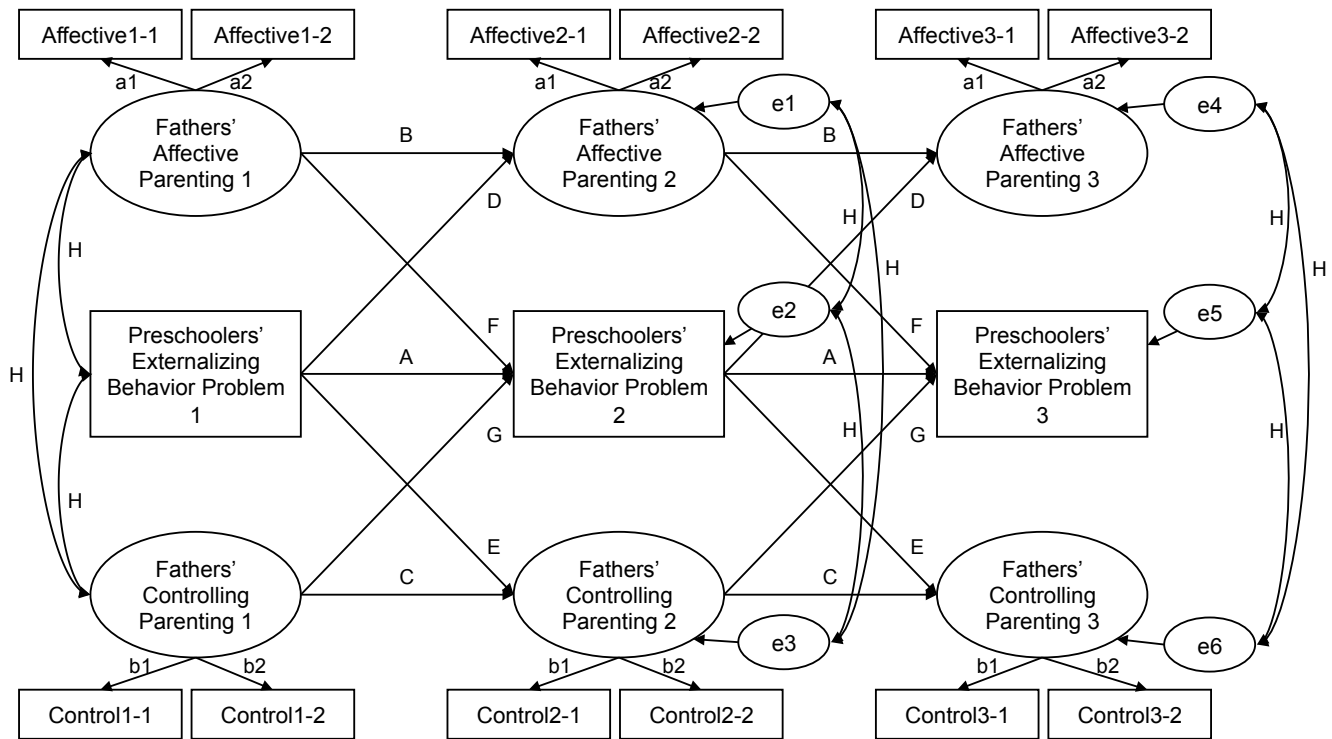 Affective1-1
Affective1-2
Affective2-1
Affective2-2
Affective3-1
Affective3-2
a1
a2
a1
a2
a1
a2
e1
e4
Fathers’
Affective
Parenting 1
B
Fathers’
Affective
Parenting 2
B
Fathers’
Affective
Parenting 3
D
D
H
H
H
H
H
e2
e5
F
F
Preschoolers’
Externalizing
Behavior Problem
1
A
Preschoolers’
Externalizing
Behavior Problem
2
A
Preschoolers’
Externalizing
Behavior Problem
3
H
G
H
G
H
H
E
E
Fathers’
Controlling
Parenting 1
C
Fathers’
Controlling
Parenting 2
C
Fathers’
Controlling
Parenting 3
e3
e6
b1
b2
b1
b2
b1
b2
Control1-1
Control1-2
Control2-1
Control2-2
Control3-1
Control3-2